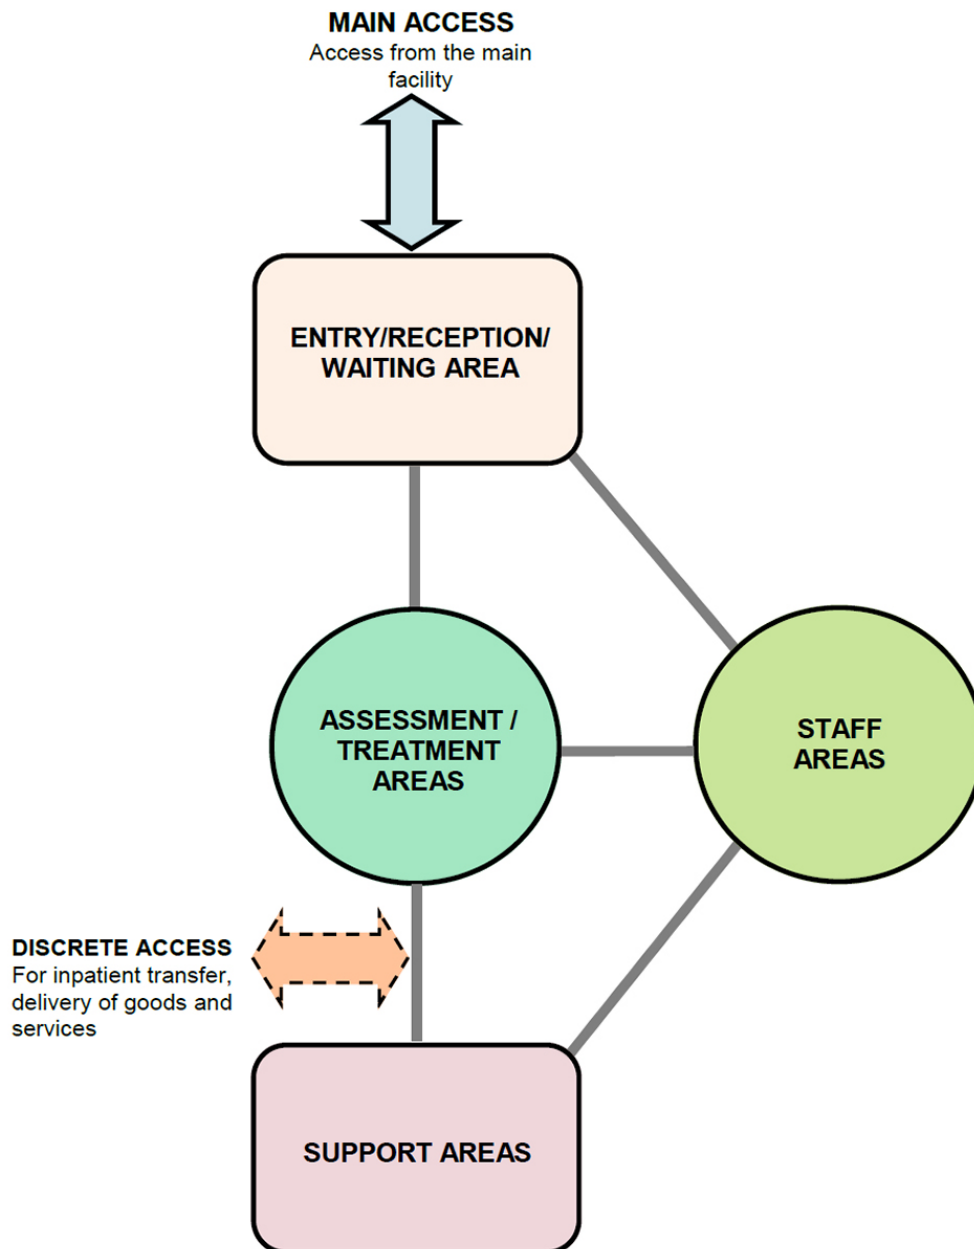 MAIN ACCESS
Access from the main
facility
ENTRY/RECEPTION/
WAITING AREA
ASSESSMENT /
TREATMENT
AREAS
STAFF
AREAS
DISCRETE ACCESS
For inpatient transfer,
delivery of goods and
services
SUPPORT AREAS